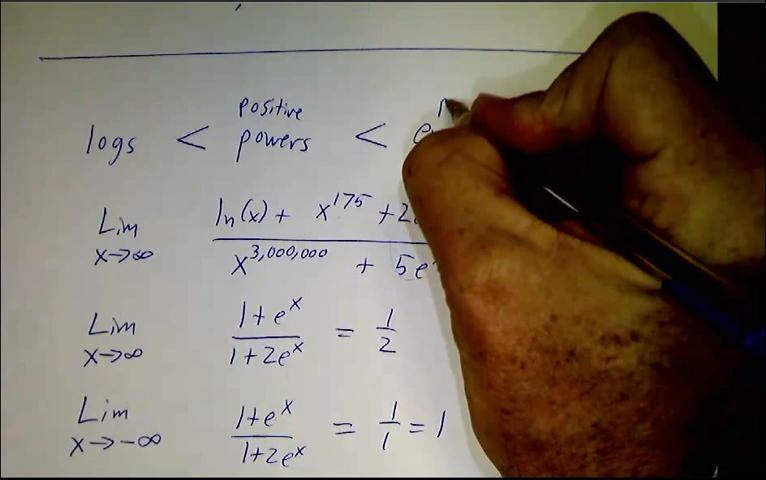 positive
logs < powers <
Lim x→∞ ln(x) + x^175 + 2
x^3,000,000 + 5e
Lim x→∞ 1+e^x / 1+2e^x = 1/2
Lim x→-∞ 1+e^x / 1+2e^x = 1/1 = 1